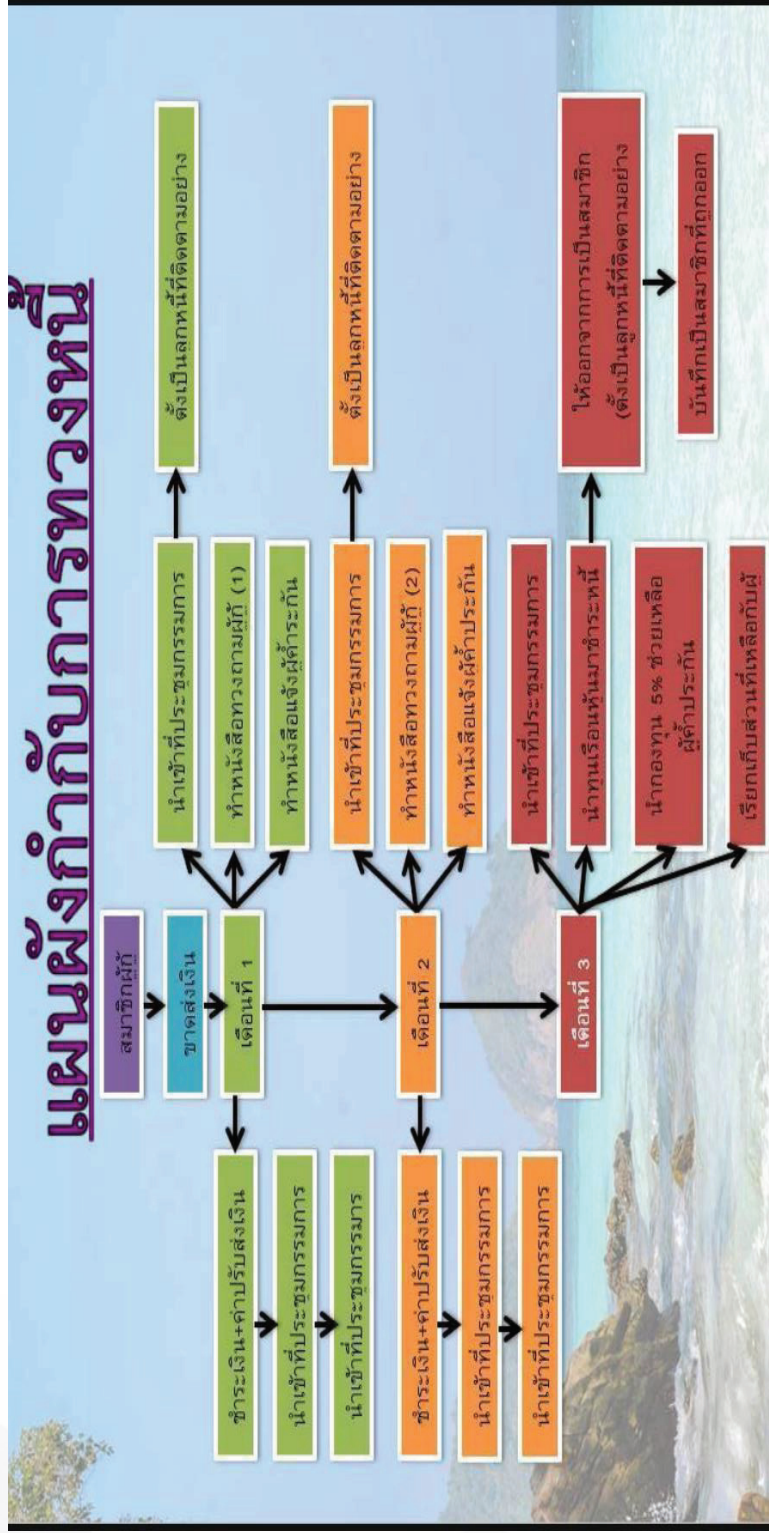 แผนผังกำกับการทวงหนี้
สมาชิกผู้กู้
ขาดส่งเงิน
เดือนที่ 1
ชำระเงิน+ค่าปรับส่งเงิน
นำเข้าที่ประชุมกรรมการ
นำเข้าที่ประชุมกรรมาร
นำเข้าที่ประชุมกรรมการ
ทำหนังสือทวงถามผู้กู้ (1)
ทำหนังสือแจ้งผู้ค้ำระกัน
ตั้งเป็นลูกหนี้ที่ติดตามอย่าง
เดือนที่ 2
ชำระเงิน+ค่าปรับส่งเงิน
นำเข้าที่ประชุมกรรมการ
นำเข้าที่ประชุมกรรมการ
นำเข้าที่ประชุมกรรมการ
ทำหนังสือทวงถามผู้กู้ (2)
ทำหนังสือแจ้งผู้ค้ำประกัน
ตั้งเป็นลูกหนี้ที่ติดตามอย่าง
เดือนที่ 3
นำเข้าที่ประชุมกรรมการ
นำทุนเรือนหุ้นมาชำระหนี้
นำกองทุน 5% ช่วยเหลือ
ผู้ค้ำประกัน
เรียกเก็บส่วนที่เหลือกับผู้
ให้ออกจากการเป็นสมาชิก
(ตั้งเป็นลูกหนี้ที่ติดตามอย่าง
บันทึกเป็นสมาชิกที่ถูกออก